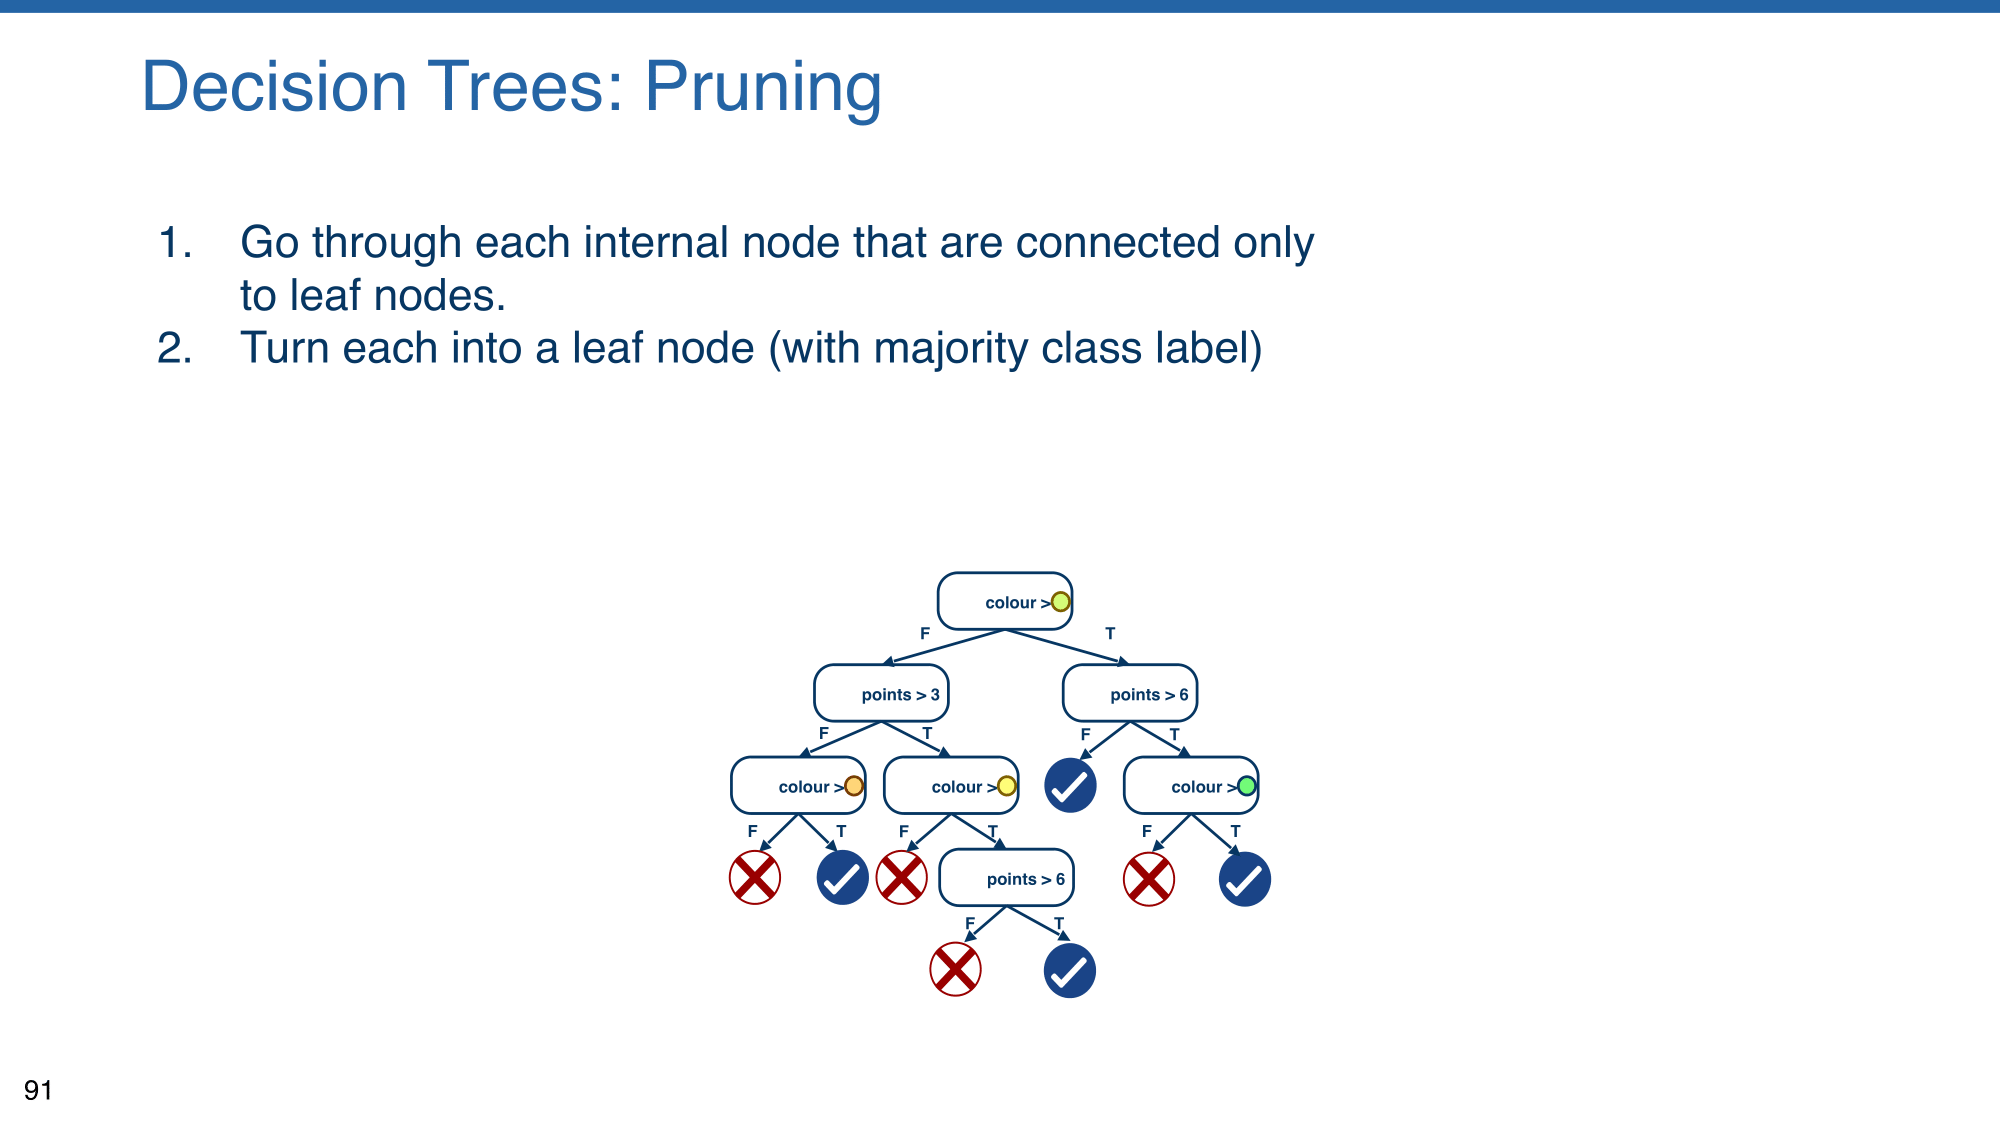 Decision Trees: Pruning
1. Go through each internal node that are connected only
to leaf nodes.
2. Turn each into a leaf node (with majority class label)
colour >
F T
points > 3 points > 6
F T F T
colour > colour > colour >
F T F T F T
points > 6
F T
91